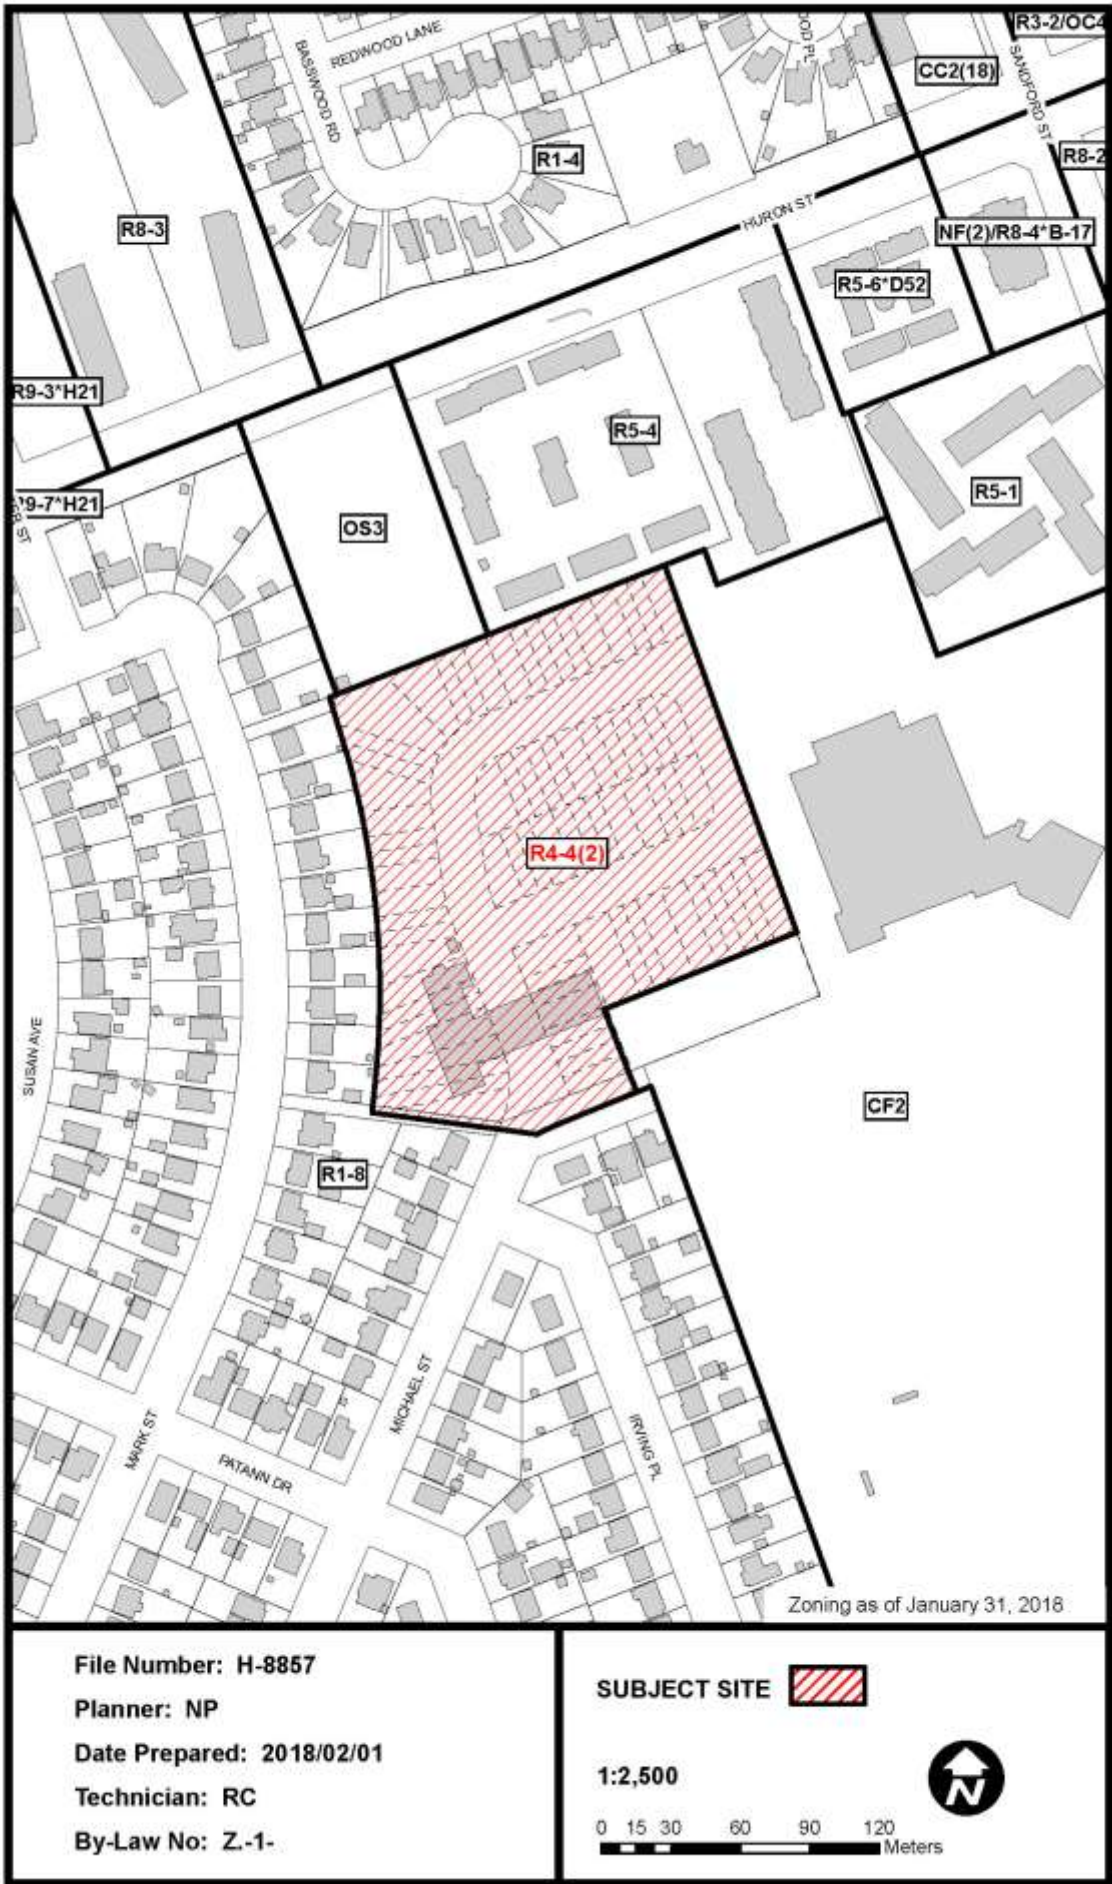 R3-2/OC4
REDWOOD LANE
BASSWOOD RD
OOD PL
SANDFORD ST
CC2(18)
R1-4
R8-2
R8-3
HURON ST
NF(2)/R8-4*B-17
R5-6*D52
R9-3*H21
R5-4
R5-1
R9-7*H21
OS3
R4-4(2)
SUSAN AVE
CF2
R1-8
MICHAEL ST
MARK ST
PATANN DR
IRVING PL
Zoning as of January 31, 2018
File Number: H-8857
Planner: NP
Date Prepared: 2018/02/01
Technician: RC
By-Law No: Z.-1-
SUBJECT SITE
1:2,500
N
0 15 30 60 90 120
Meters